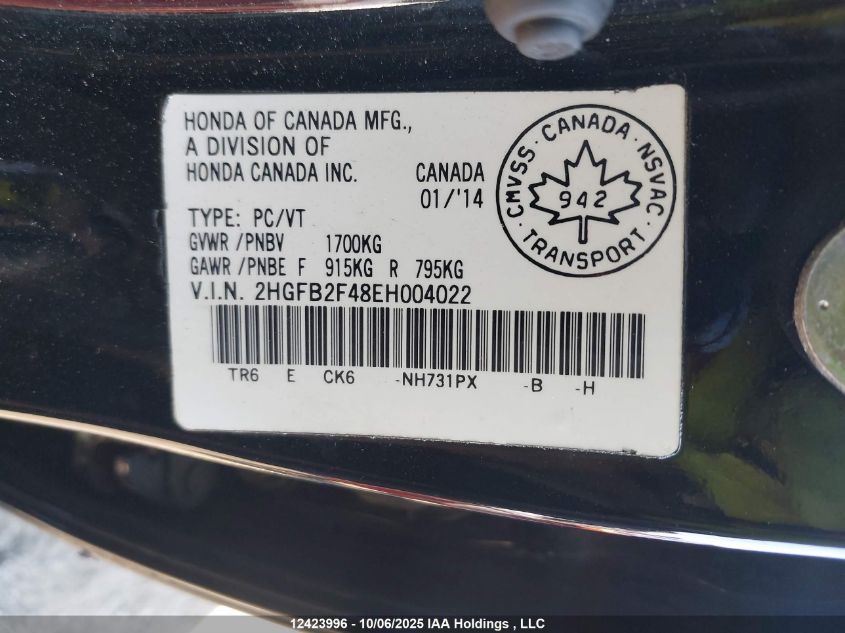 HONDA OF CANADA MFG.,
A DIVISION OF
HONDA CANADA INC. CANADA
01/'14
TYPE: PC/VT
GVWR /PNBV 1700KG
GAWR /PNBE F 915KG R 795KG
V.I.N. 2HGFB2F48EH004022
TR6 E CK6 -NH731PX -B -H
CMVSS · CANADA · NSVAC
942
· TRANSPORT ·
12423996 - 10/06/2025 IAA Holdings , LLC